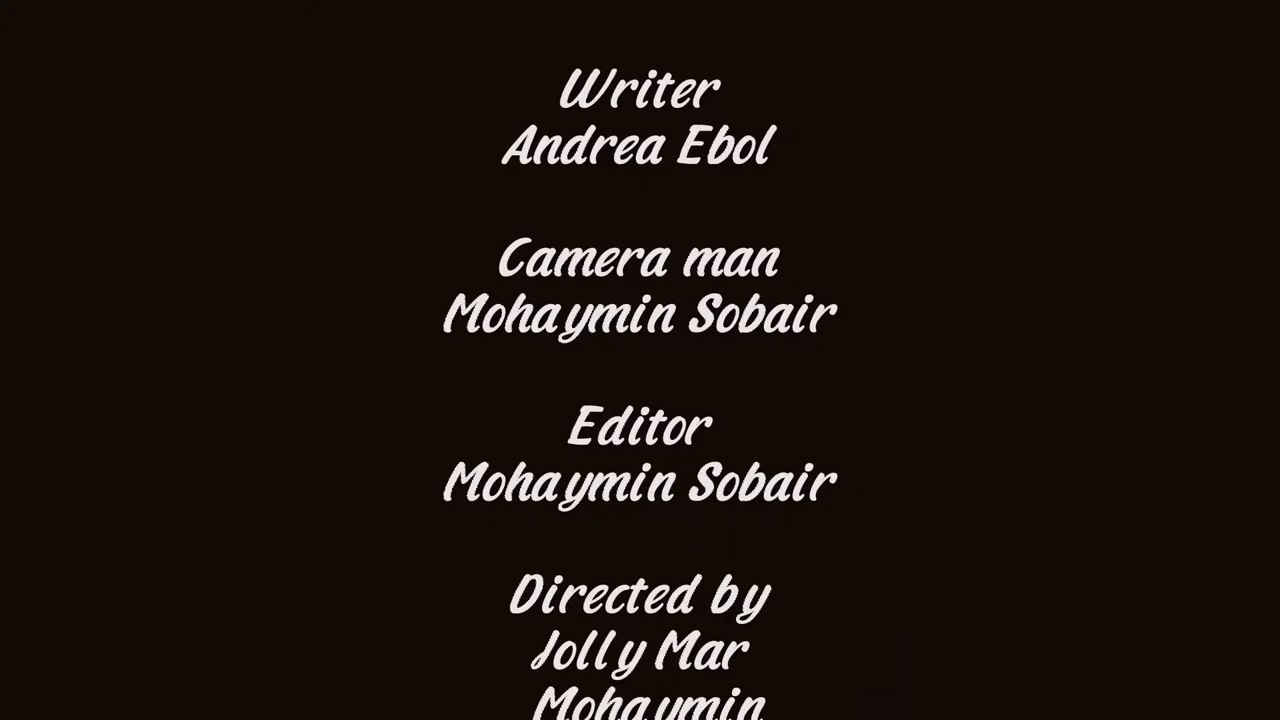 Writer
Andrea Ebol
Camera man
Mohaymin Sobair
Editor
Mohaymin Sobair
Directed by
Jolly Mar
Mohaymin